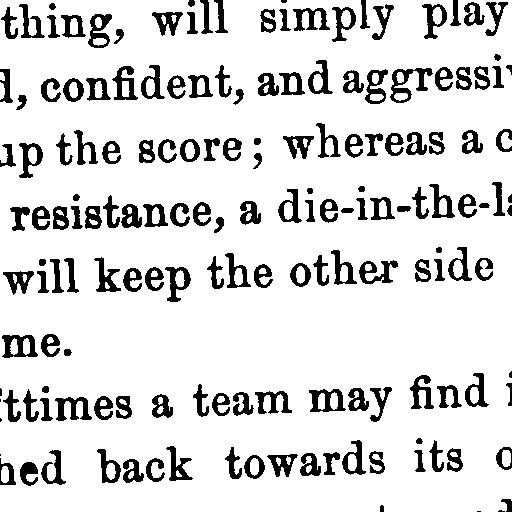 thing, will simply play
, confident, and aggressiv
up the score; whereas a c
resistance, a die-in-the-la
will keep the other side
me.
fttimes a team may find i
hed back towards its o